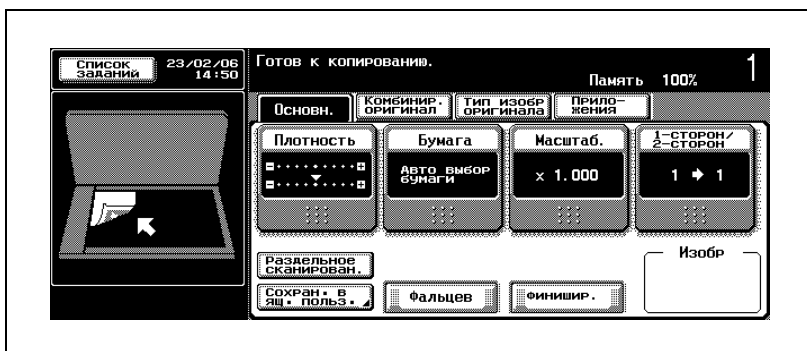 Список
заданий
23/02/06
14:50
Готов к копированию.
Память 100%
1
Основн.
Комбинир.
оригинал
Тип изобр
оригинала
Прило-
жения
Плотность
Бумага
Масштаб.
1-СТОРОН/
2-СТОРОН
Авто выбор
бумаги
x 1.000
1 → 1
Раздельное
сканирован.
Изобр
Сохран. в
ящ. польз.
Фальцев
Финишир.